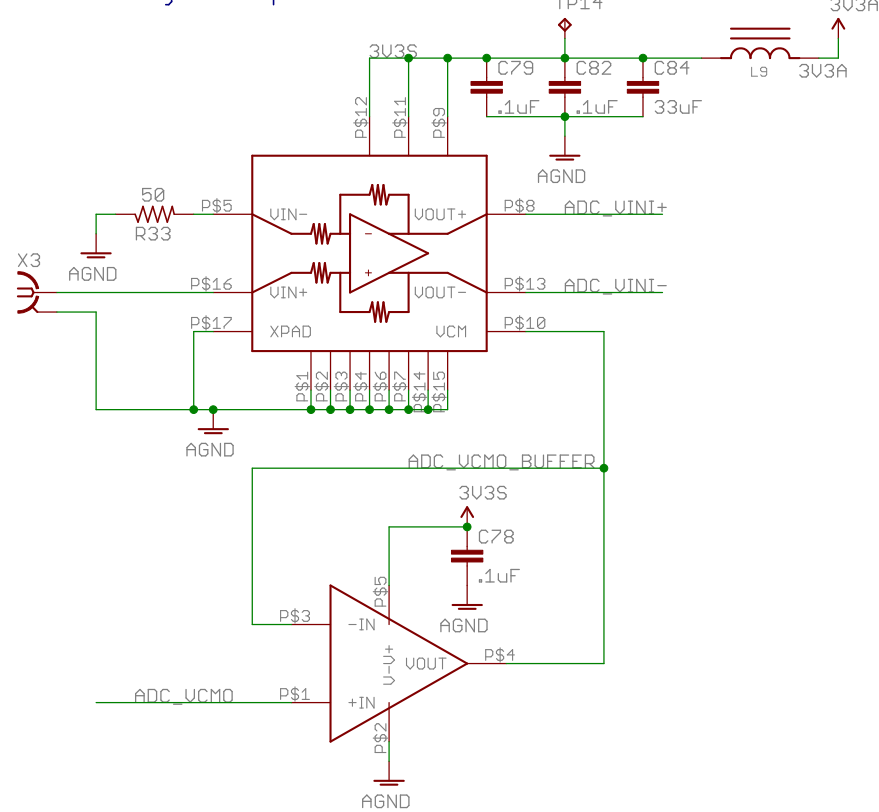 TP14
3V3A
3V3S
C79
C82
C84
L9
3V3A
.1uF
.1uF
33uF
P$12
P$11
P$9
AGND
50
P$5
VIN-
VOUT+
P$8
ADC_VINI+
R33
X3
AGND
P$16
VIN+
VOUT-
P$13
ADC_VINI-
P$17
XPAD
VCM
P$10
P$1
P$2
P$3
P$4
P$6
P$7
P$14
P$15
AGND
ADC_VCMO_BUFFER
3V3S
C78
.1uF
P$5
P$3
-IN
AGND
V-V+
VOUT
P$4
ADC_VCMO
P$1
+IN
P$2
AGND